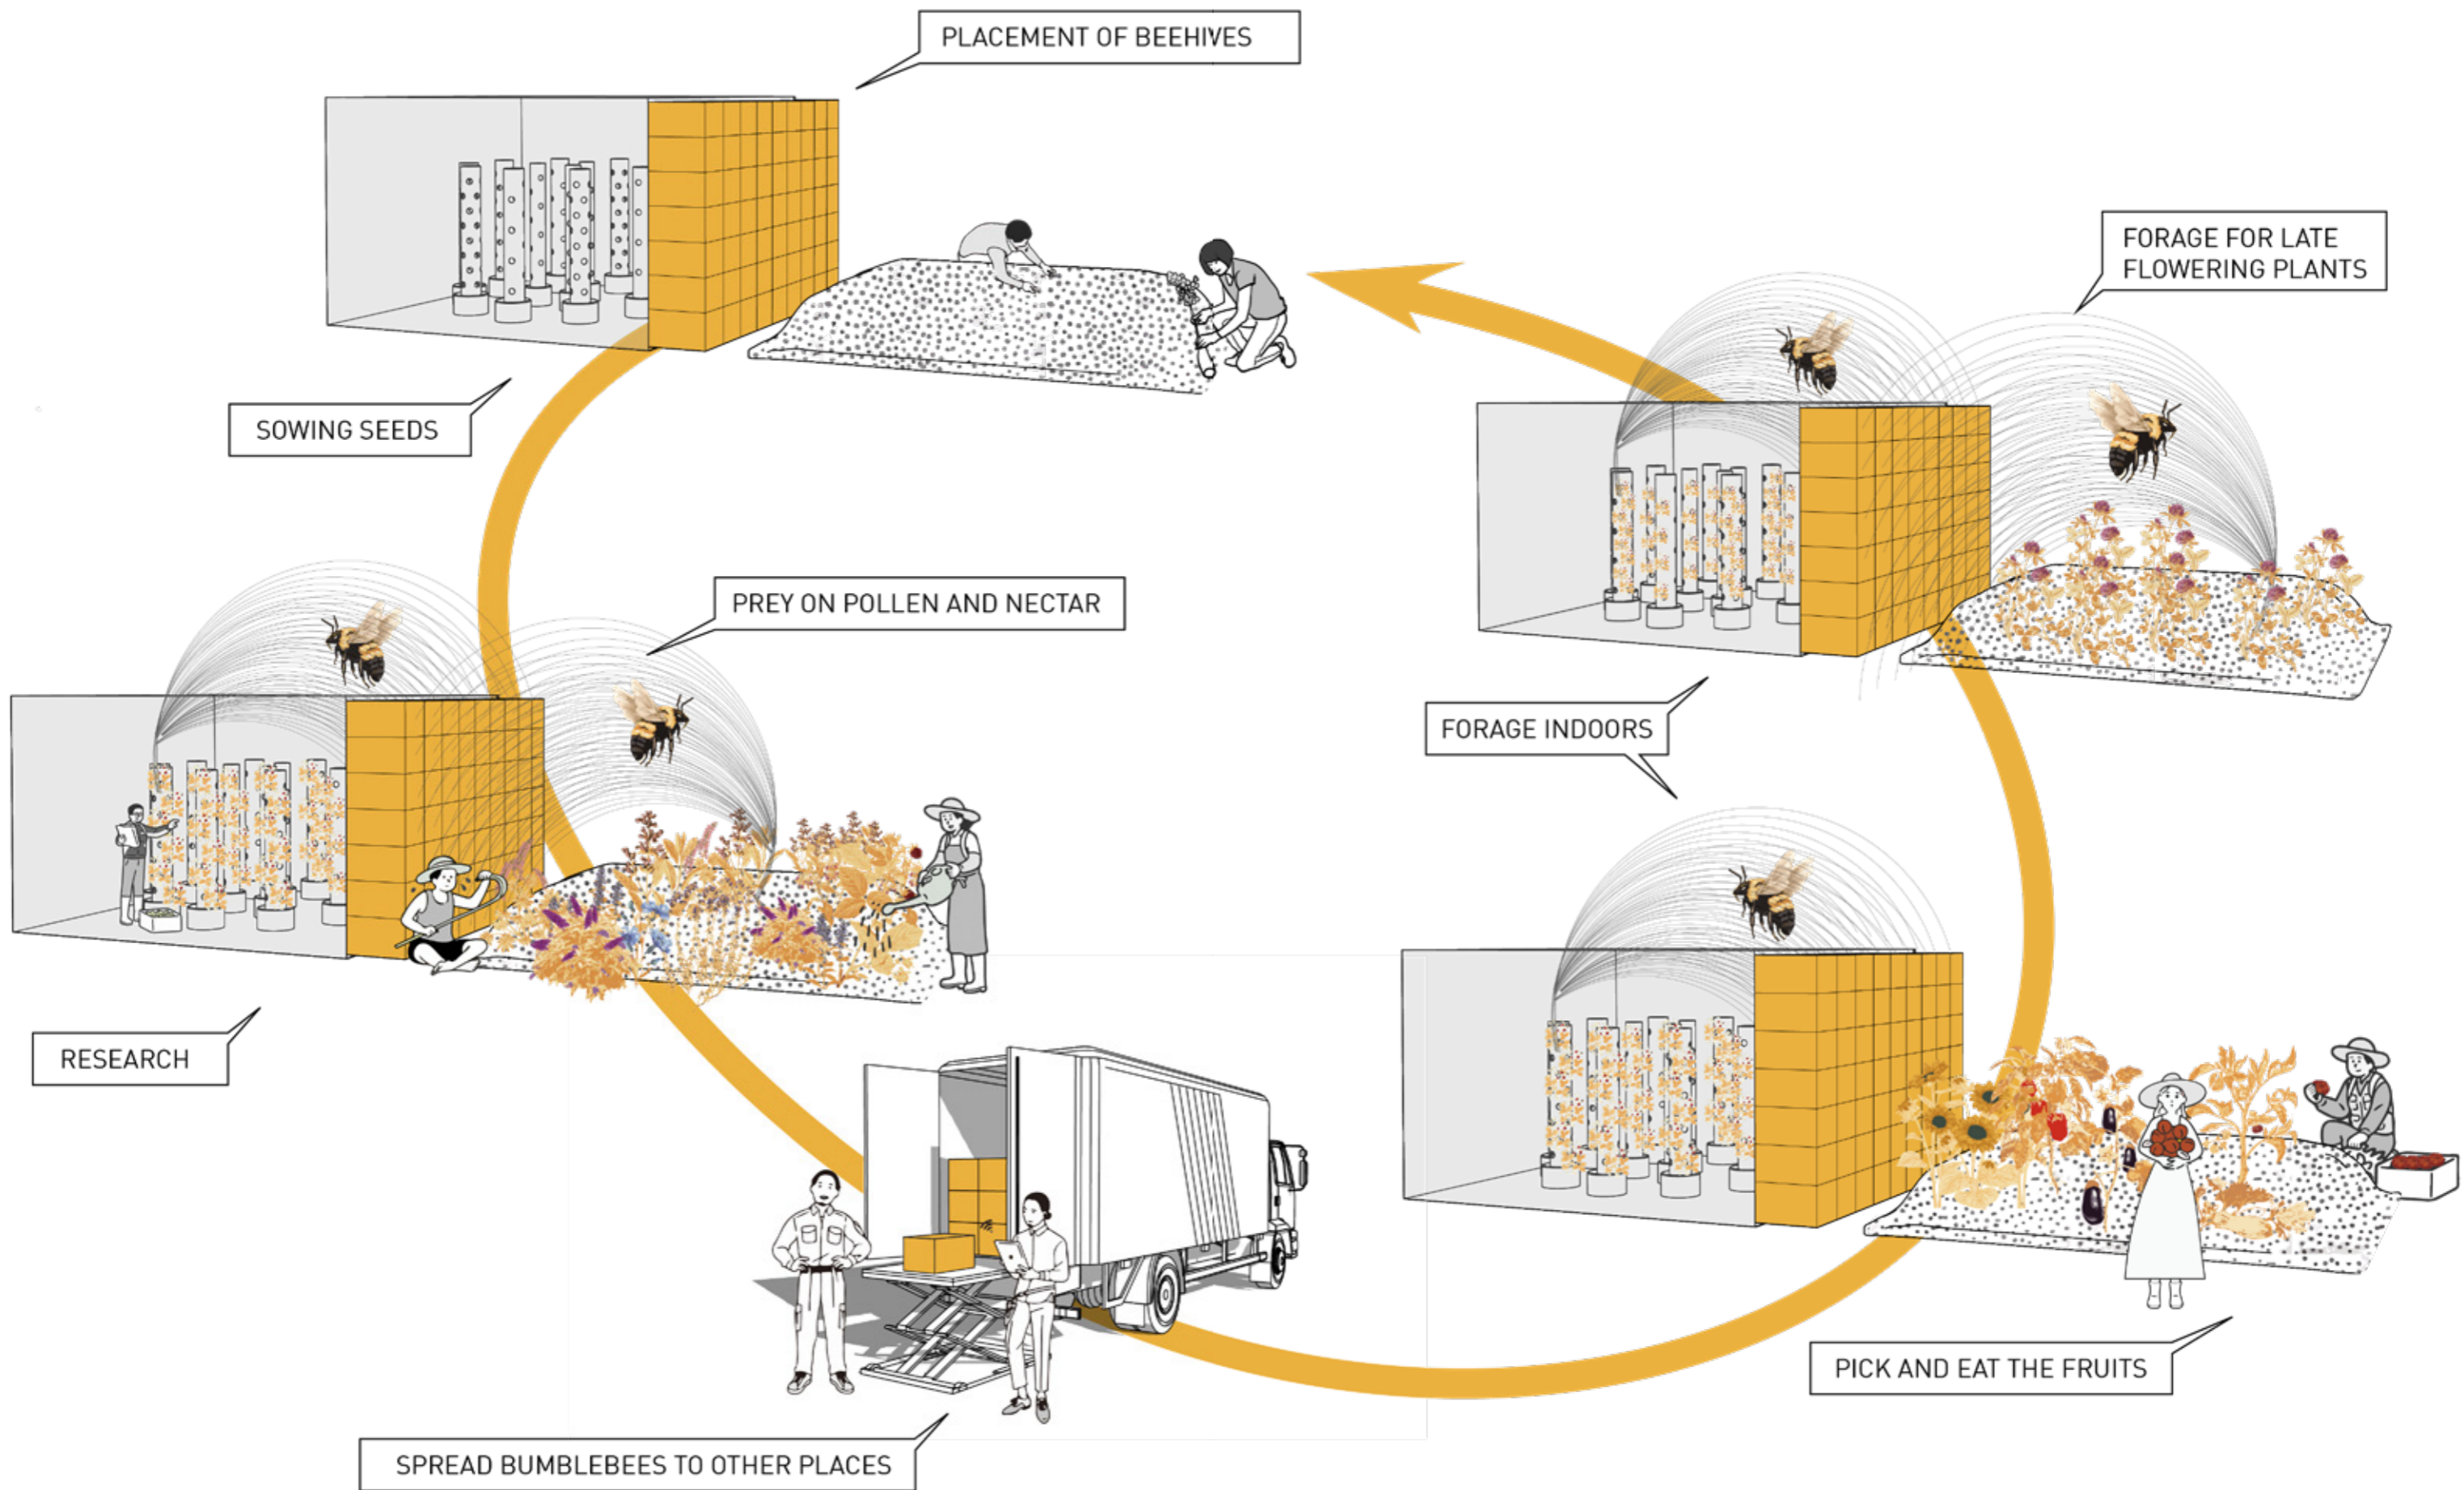 PLACEMENT OF BEEHIVES
FORAGE FOR LATE
FLOWERING PLANTS
SOWING SEEDS
PREY ON POLLEN AND NECTAR
FORAGE INDOORS
RESEARCH
PICK AND EAT THE FRUITS
SPREAD BUMBLEBEES TO OTHER PLACES